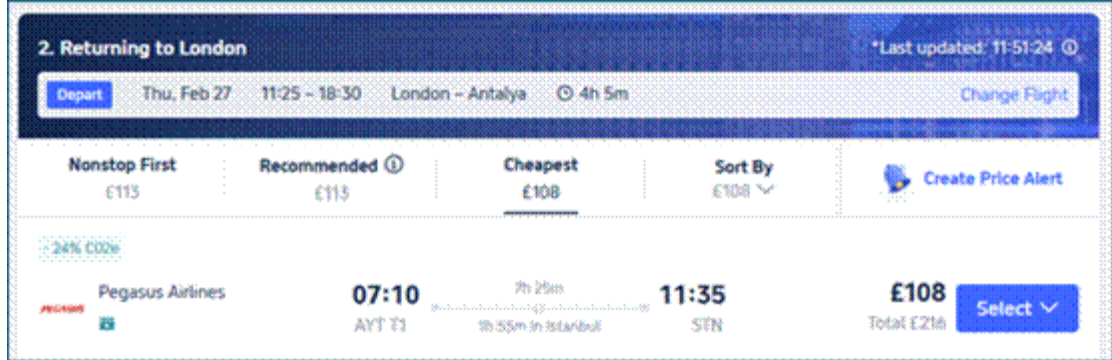 2. Returning to London
*Last updated: 11:51:24
Depart Thu, Feb 27 11:25 – 18:30 London – Antalya 4h 5m Change Flight
Nonstop First Recommended Cheapest Sort By
£113 £113 £108 £108
Create Price Alert
- 24% CO2e
Pegasus Airlines 07:10 7h 25m 11:35 £108 Select
PEGASUS AYT T1 1h 55m in Istanbul STN Total £216